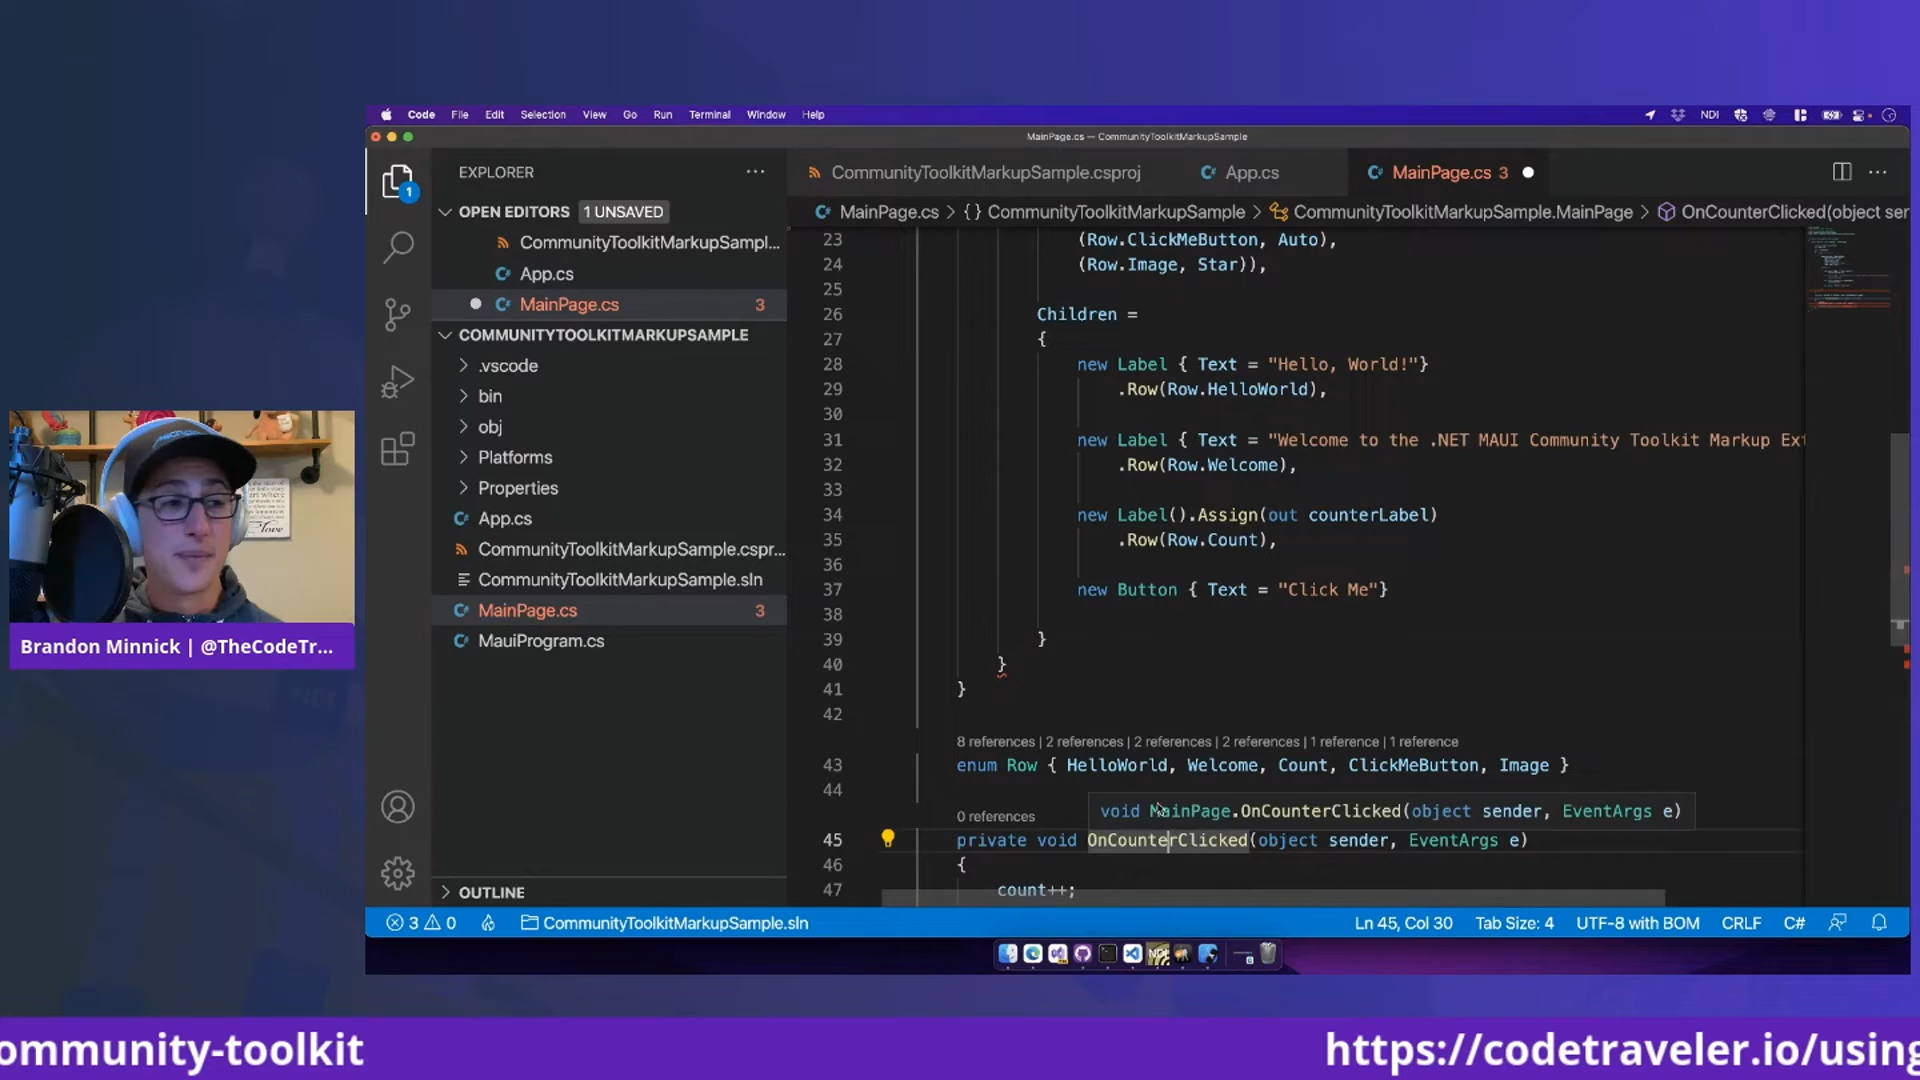 Code File Edit Selection View Go Run Terminal Window Help
NDI
MainPage.cs — CommunityToolkitMarkupSample
EXPLORER
CommunityToolkitMarkupSample.csproj
App.cs
MainPage.cs 3
OPEN EDITORS 1 UNSAVED
MainPage.cs > {} CommunityToolkitMarkupSample > CommunityToolkitMarkupSample.MainPage > OnCounterClicked(object ser
1
CommunityToolkitMarkupSampl...
App.cs
MainPage.cs 3
COMMUNITYTOOLKITMARKUPSAMPLE
.vscode
bin
obj
Platforms
Properties
App.cs
CommunityToolkitMarkupSample.cspr...
CommunityToolkitMarkupSample.sln
MainPage.cs 3
MauiProgram.cs
OUTLINE
23 (Row.ClickMeButton, Auto),
24 (Row.Image, Star)),
25
26 Children =
27 {
28 new Label { Text = "Hello, World!"}
29 .Row(Row.HelloWorld),
30
31 new Label { Text = "Welcome to the .NET MAUI Community Toolkit Markup Ext
32 .Row(Row.Welcome),
33
34 new Label().Assign(out counterLabel)
35 .Row(Row.Count),
36
37 new Button { Text = "Click Me"}
38
39 }
40 }
41 }
42
8 references | 2 references | 2 references | 2 references | 1 reference | 1 reference
43 enum Row { HelloWorld, Welcome, Count, ClickMeButton, Image }
44
void MainPage.OnCounterClicked(object sender, EventArgs e)
0 references
45 private void OnCounterClicked(object sender, EventArgs e)
46 {
47 count++;
3 0 CommunityToolkitMarkupSample.sln Ln 45, Col 30 Tab Size: 4 UTF-8 with BOM CRLF C#
Brandon Minnick | @TheCodeTr...
ommunity-toolkit
https://codetraveler.io/using